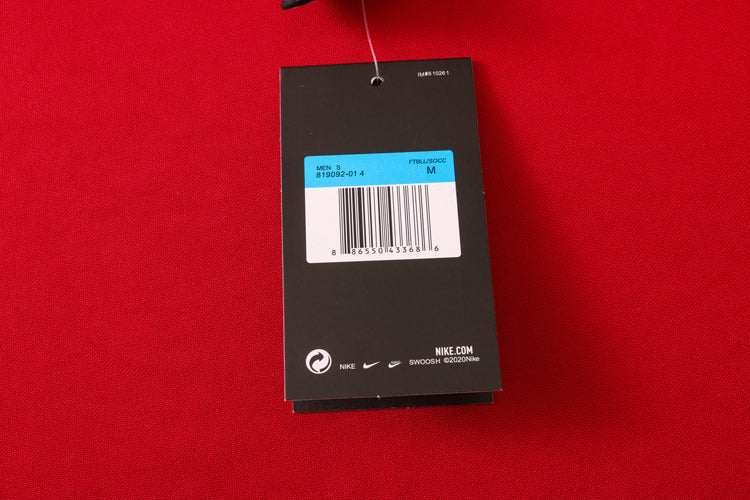 IM#610261
MEN S
FTBLL/SOCC
819092-01 4
M
8 86550 43368 6
NIKE.COM
NIKE
SWOOSH ©2020Nike